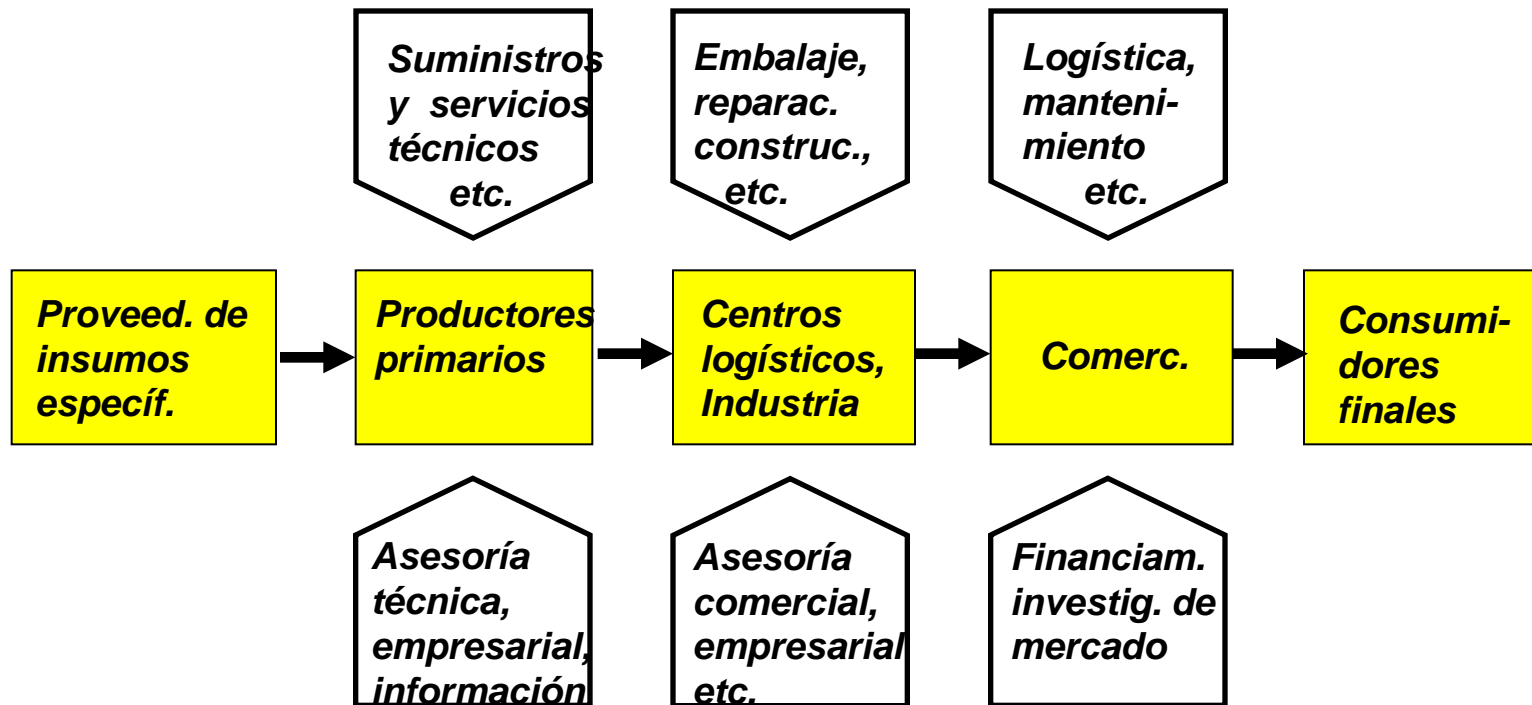 Suministros
y servicios
técnicos
etc.
Embalaje,
reparac.
construc.,
etc.
Logística,
manteni-
miento
etc.
Proveed. de
insumos
específ.
Productores
primarios
Centros
logísticos,
Industria
Comerc.
Consumi-
dores
finales
Asesoría
técnica,
empresarial,
información
Asesoría
comercial,
empresarial
etc.
Financiam.
investig. de
mercado